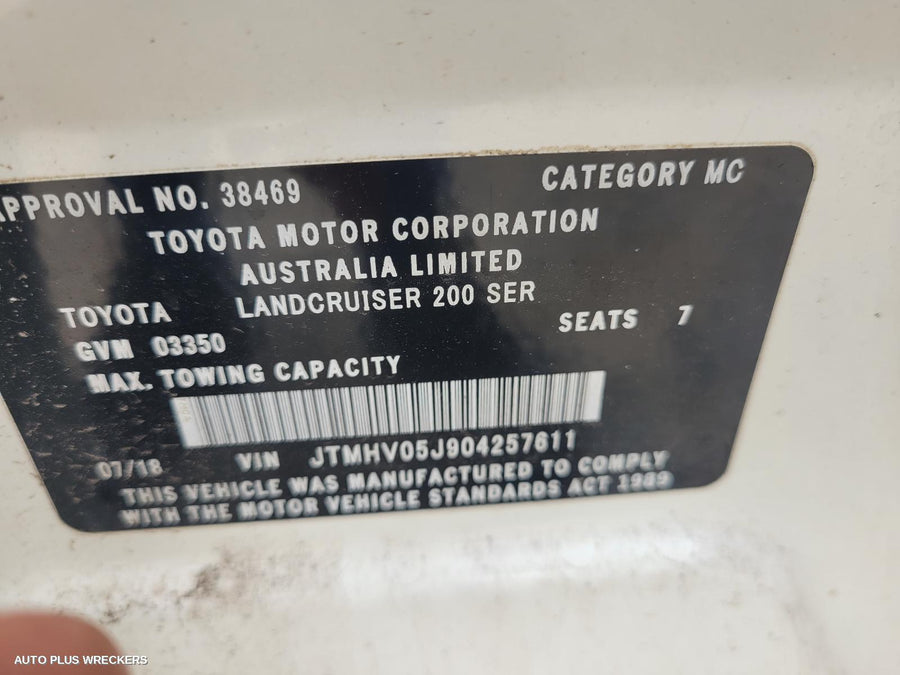 APPROVAL NO. 38469 CATEGORY MC
TOYOTA MOTOR CORPORATION
AUSTRALIA LIMITED
TOYOTA LANDCRUISER 200 SER
GVM 03350 SEATS 7
MAX. TOWING CAPACITY
07/18 VIN JTMHV05J904257611
THIS VEHICLE WAS MANUFACTURED TO COMPLY
WITH THE MOTOR VEHICLE STANDARDS ACT 1989
AUTO PLUS WRECKERS